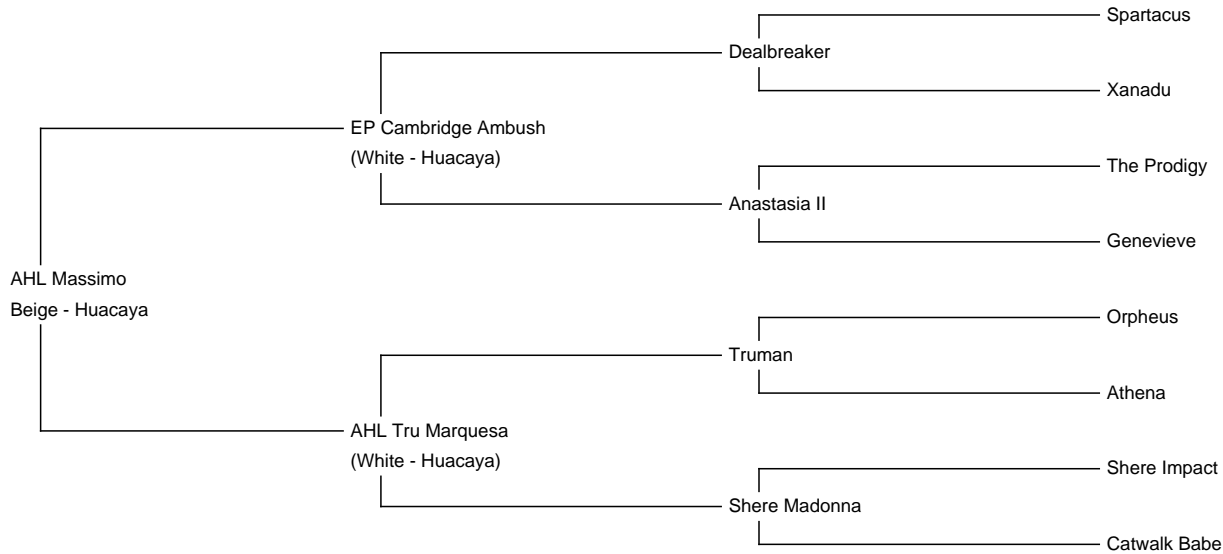 Spartacus
Dealbreaker
Xanadu
EP Cambridge Ambush
(White - Huacaya)
The Prodigy
Anastasia II
Genevieve
AHL Massimo
Beige - Huacaya
Orpheus
Truman
Athena
AHL Tru Marquesa
(White - Huacaya)
Shere Impact
Shere Madonna
Catwalk Babe